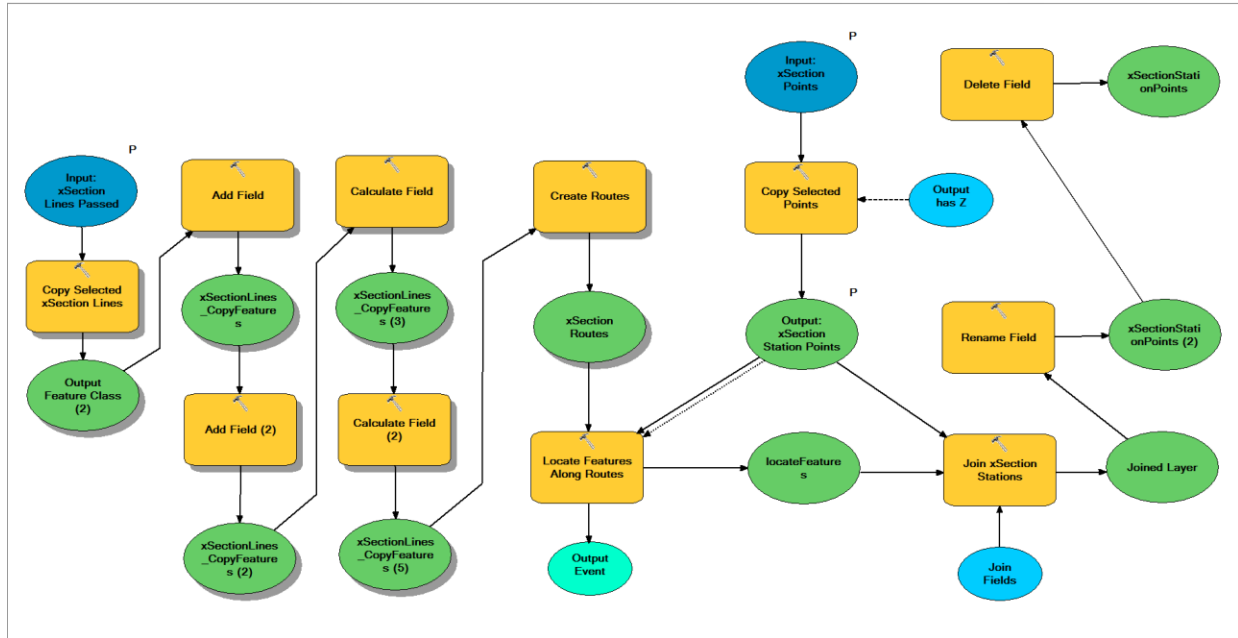 P
Input:
xSection
Lines Passed
Copy Selected
xSection Lines
Output
Feature Class
(2)
Add Field
xSectionLines
_CopyFeature
s
Add Field (2)
xSectionLines
_CopyFeature
s (2)
Calculate Field
xSectionLines
_CopyFeature
s (3)
Calculate Field
(2)
xSectionLines
_CopyFeature
s (5)
Create Routes
xSection
Routes
Locate Features
Along Routes
Output
Event
P
Input:
xSection
Points
Copy Selected
Points
Output
has Z
P
Output:
xSection
Station Points
locateFeature
s
Join xSection
Stations
Join
Fields
Joined Layer
Rename Field
xSectionStati
onPoints (2)
Delete Field
xSectionStati
onPoints